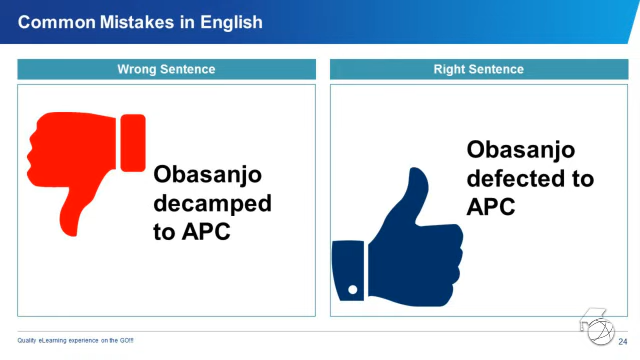 Common Mistakes in English
Wrong Sentence
Obasanjo
decamped
to APC
Right Sentence
Obasanjo
defected to
APC
Quality eLearning experience on the GO!!!
24